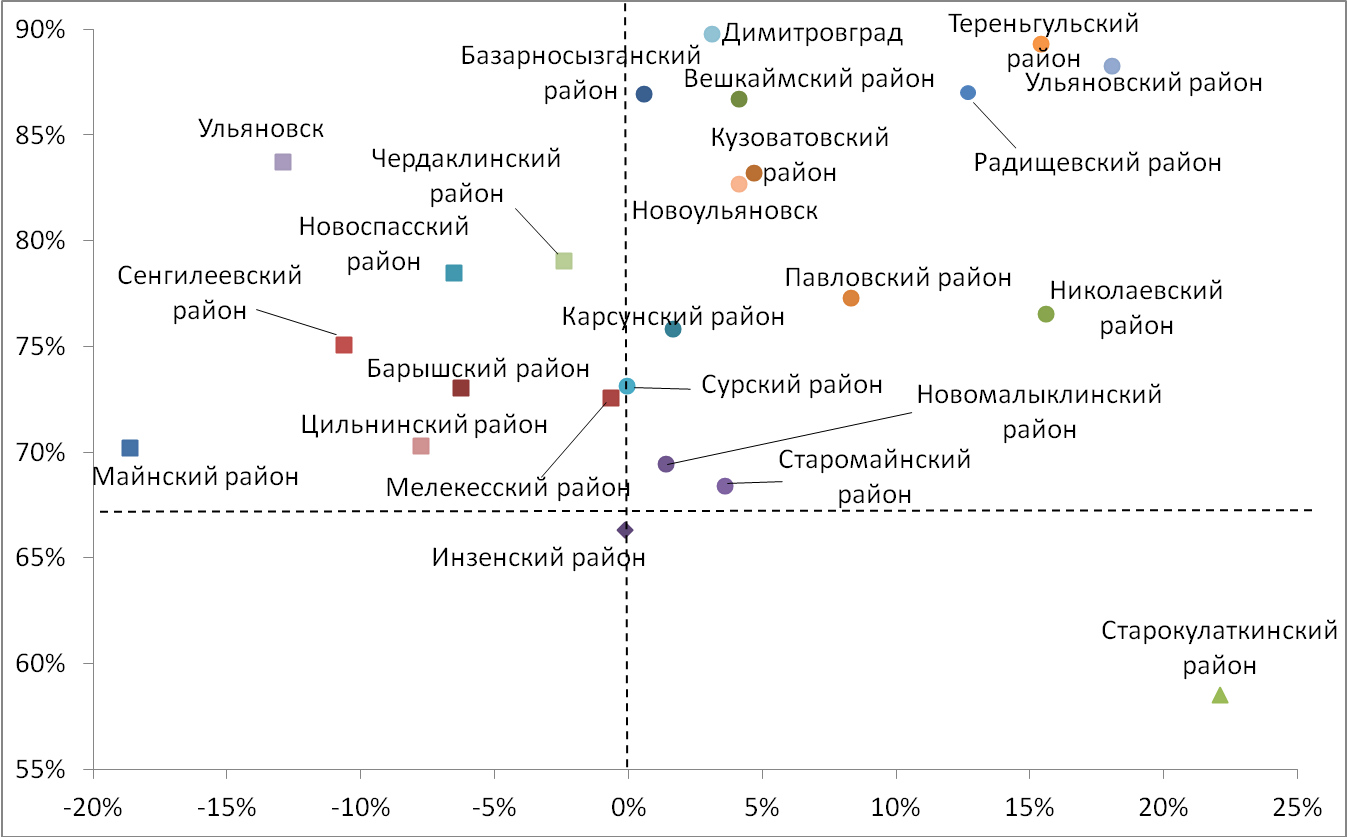 90%
Димитровград
Тереньгульский
район
Базарносызганский
район
Вешкаймский район
Ульяновский район
85%
Ульяновск
Кузоватовский
район
Чердаклинский
район
Радищевский район
Новоульяновск
80%
Новоспасский
район
Сенгилеевский
район
Павловский район
Николаевский
район
Карсунский район
75%
Барышский район
Сурский район
Новомалыклинский
район
Цильнинский район
70%
Майнский район
Мелекесский район
Старомайнский
район
65%
Инзенский район
Старокулаткинский
район
60%
55%
-20% -15% -10% -5% 0% 5% 10% 15% 20% 25%